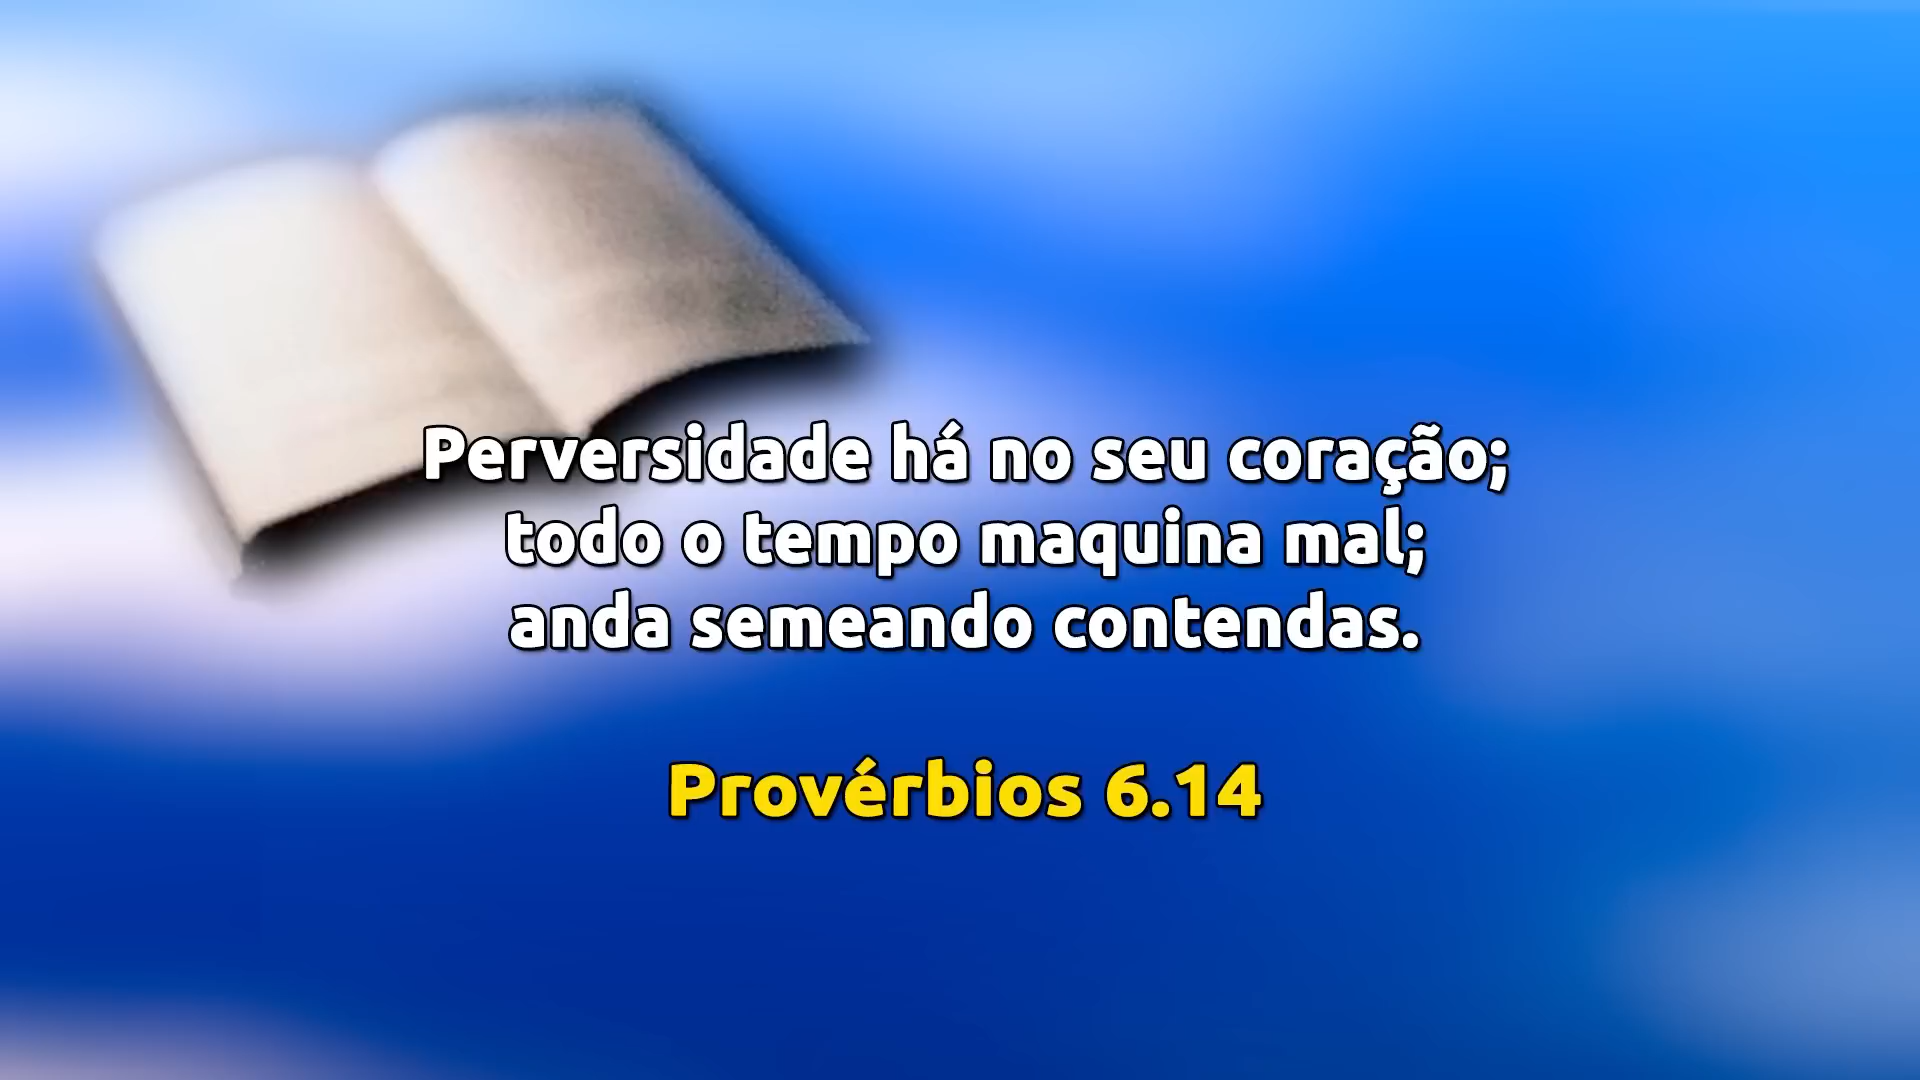 Perversidade há no seu coração;
todo o tempo maquina mal;
anda semeando contendas.
Provérbios 6.14